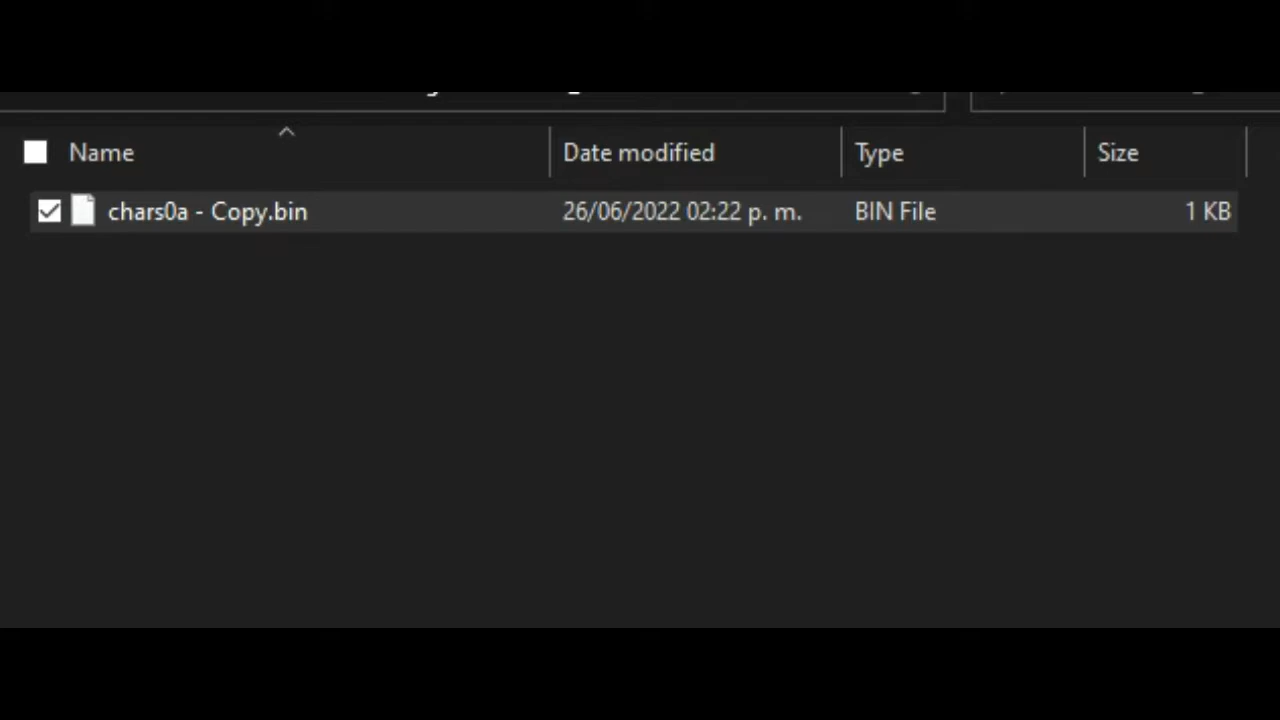 Name Date modified Type Size
chars0a - Copy.bin 26/06/2022 02:22 p. m. BIN File 1 KB